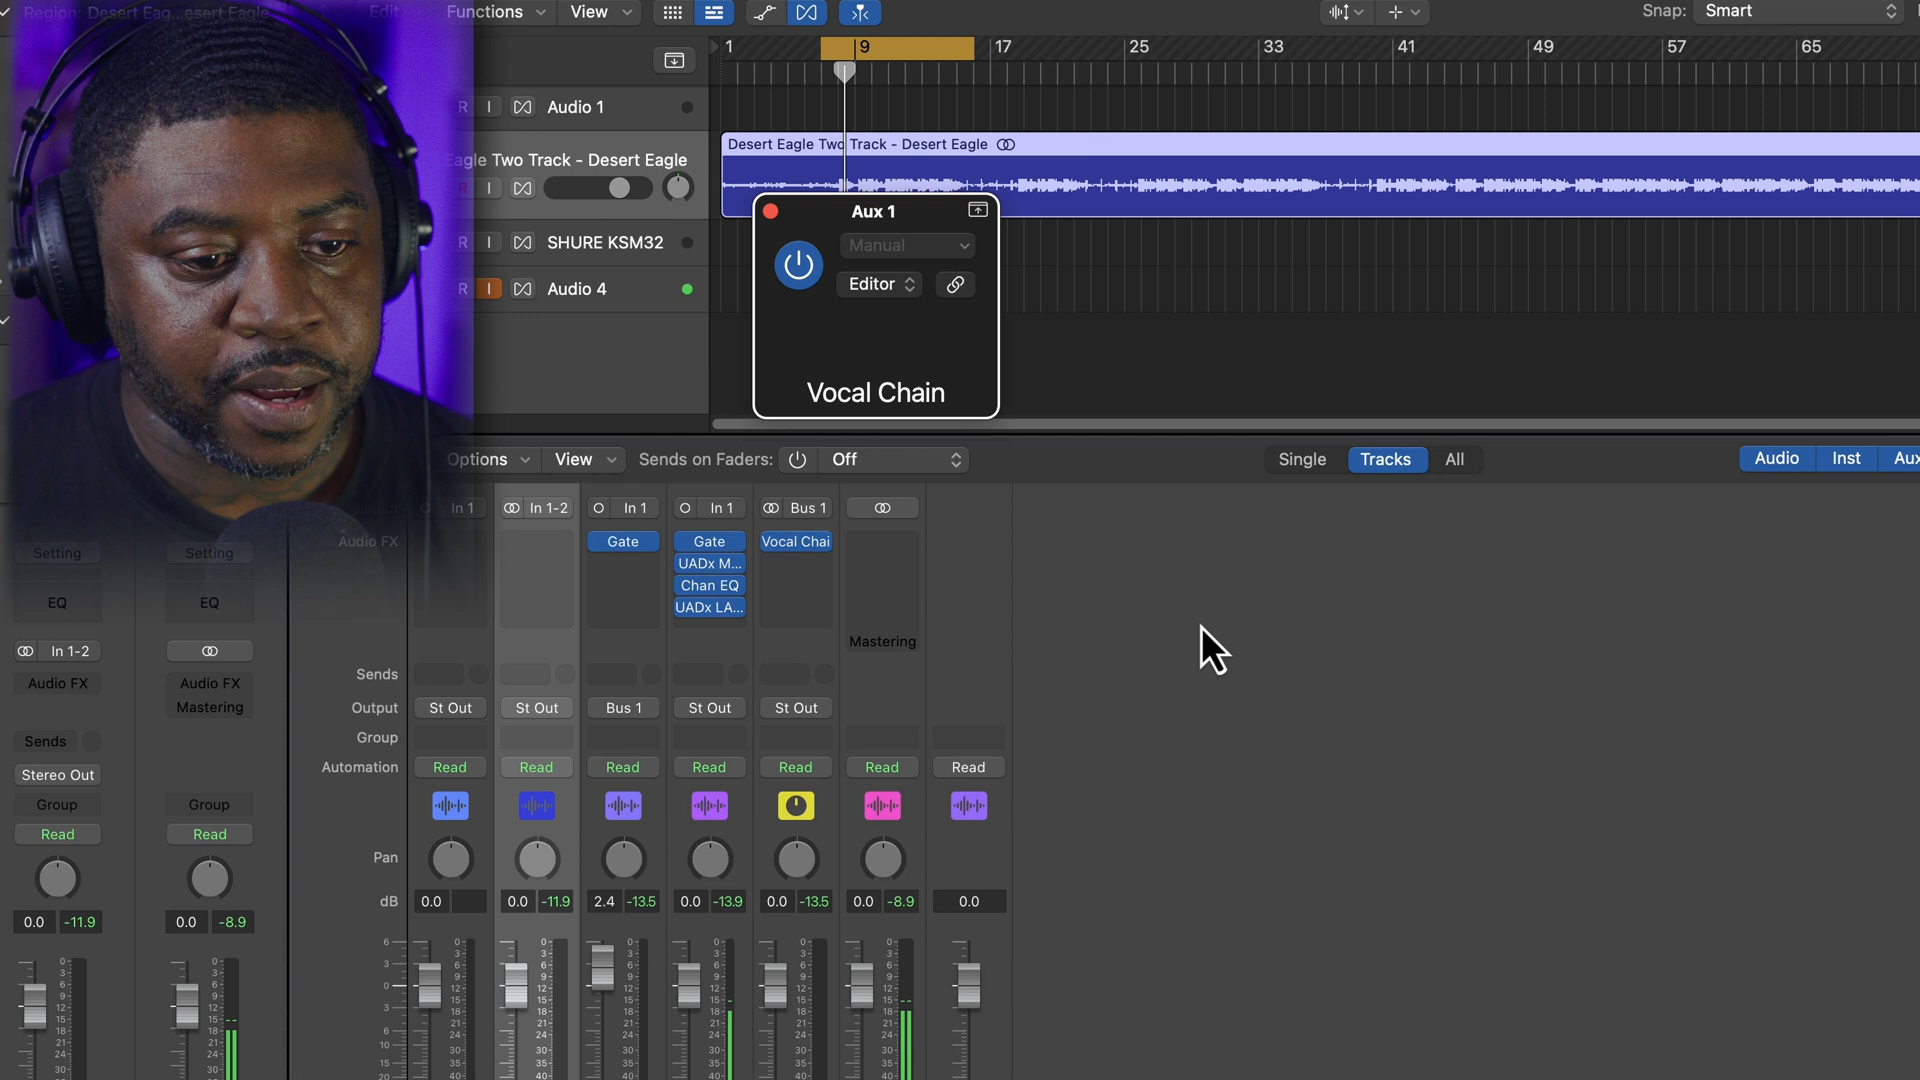 Region: Desert Eag...esert Eagle
Edit
Functions
View
Snap: Smart
1 9 17 25 33 41 49 57 65
R I Audio 1
Eagle Two Track - Desert Eagle
R I
Desert Eagle Two Track - Desert Eagle
R I SHURE KSM32
R I Audio 4
Aux 1
Manual
Editor
Vocal Chain
Options View Sends on Faders: Off
Single Tracks All
Audio Inst Aux
In 1 In 1-2 In 1 In 1 Bus 1
Audio FX Gate Gate Vocal Chai
UADx M...
Chan EQ
UADx LA...
Mastering
Sends
Output St Out St Out Bus 1 St Out St Out
Group
Automation Read Read Read Read Read Read Read
Pan
dB 0.0 0.0 -11.9 2.4 -13.5 0.0 -13.9 0.0 -13.5 0.0 -8.9 0.0
Setting Setting
EQ EQ
In 1-2
Audio FX Audio FX
Mastering
Sends
Stereo Out
Group Group
Read Read
0.0 -11.9 0.0 -8.9